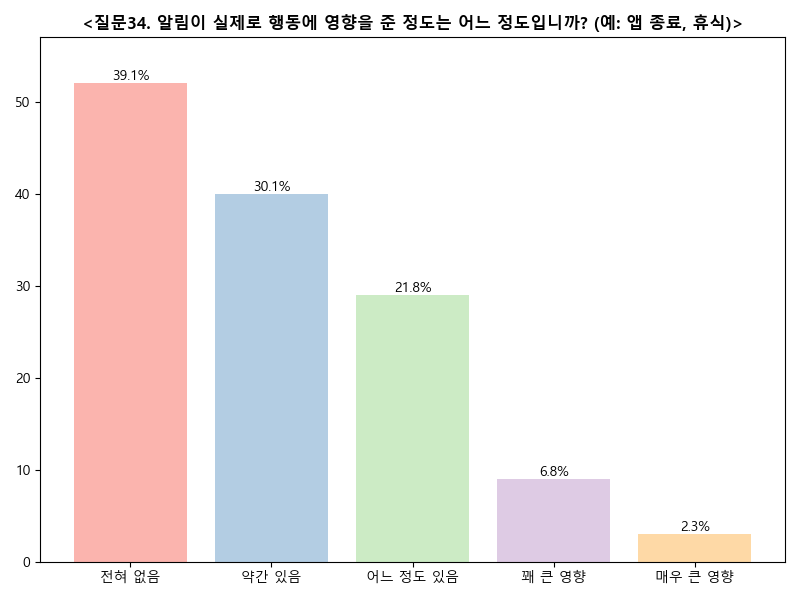 <질문34. 알림이 실제로 행동에 영향을 준 정도는 어느 정도입니까? (예: 앱 종료, 휴식)>
50
40
30
20
10
0
39.1%
30.1%
21.8%
6.8%
2.3%
전혀 없음
약간 있음
어느 정도 있음
꽤 큰 영향
매우 큰 영향